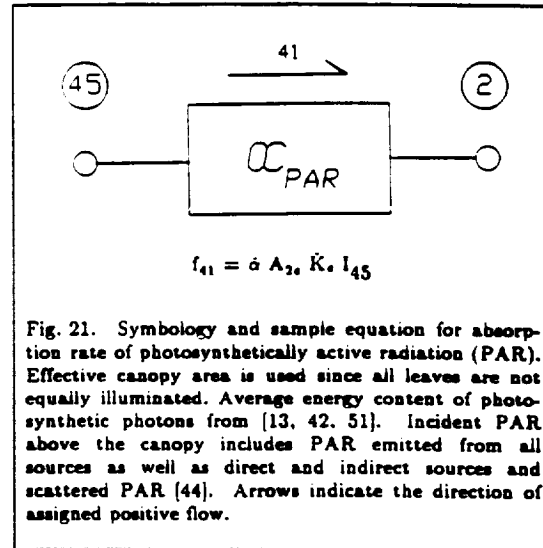 41
45
2
α PAR
f41 = α̇ A2e K̇e I45
Fig. 21. Symbology and sample equation for absorp-
tion rate of photosynthetically active radiation (PAR).
Effective canopy area is used since all leaves are not
equally illuminated. Average energy content of photo-
synthetic photons from [13, 42, 51]. Incident PAR
above the canopy includes PAR emitted from all
sources as well as direct and indirect sources and
scattered PAR [44]. Arrows indicate the direction of
assigned positive flow.